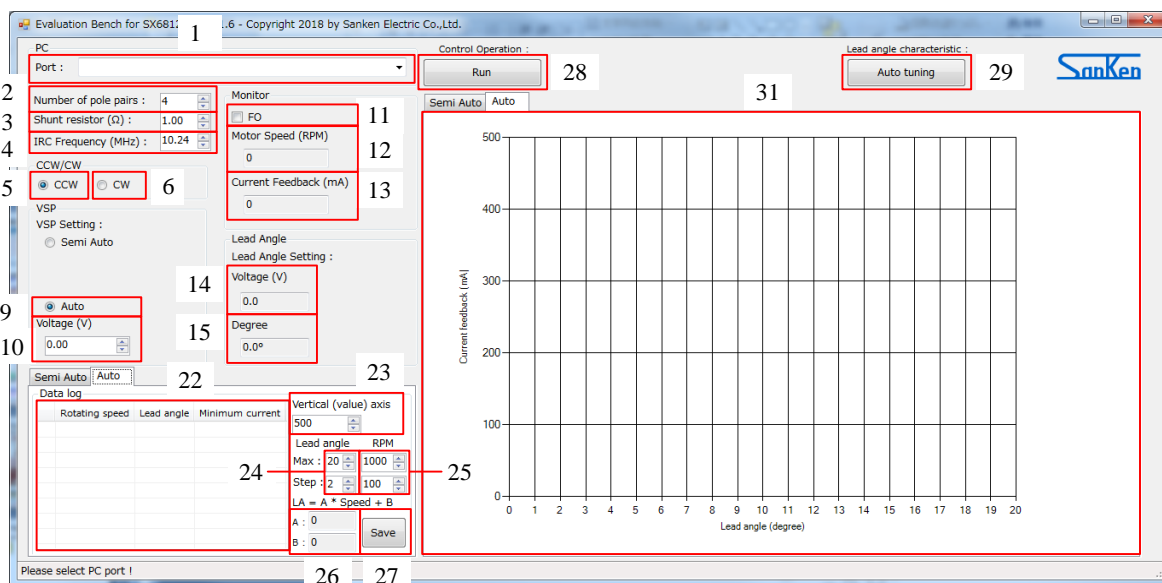 Evaluation Bench for SX6812 1.6 - Copyright 2018 by Sanken Electric Co.,Ltd.
1
PC
Port :
Control Operation :
Run
28
Lead angle characteristic :
Auto tuning
29
SanKen
2
Number of pole pairs : 4
3
Shunt resistor (Ω) : 1.00
4
IRC Frequency (MHz) : 10.24
CCW/CW
5
CCW
CW
6
VSP
VSP Setting :
Semi Auto
9
Auto
10
Voltage (V)
0.00
Monitor
FO
11
Motor Speed (RPM)
0
12
Current Feedback (mA)
0
13
Lead Angle
Lead Angle Setting :
14
Voltage (V)
0.0
15
Degree
0.0º
Semi Auto Auto
22
Data log
Rotating speed Lead angle Minimum current
23
Vertical (value) axis
500
Lead angle RPM
Max : 20 1000
24
25
Step : 2 100
LA = A * Speed + B
A : 0
B : 0
Save
26
27
Semi Auto Auto
31
500
400
300
200
100
0
Current feedback (mA)
0 1 2 3 4 5 6 7 8 9 10 11 12 13 14 15 16 17 18 19 20
Lead angle (degree)
Please select PC port !